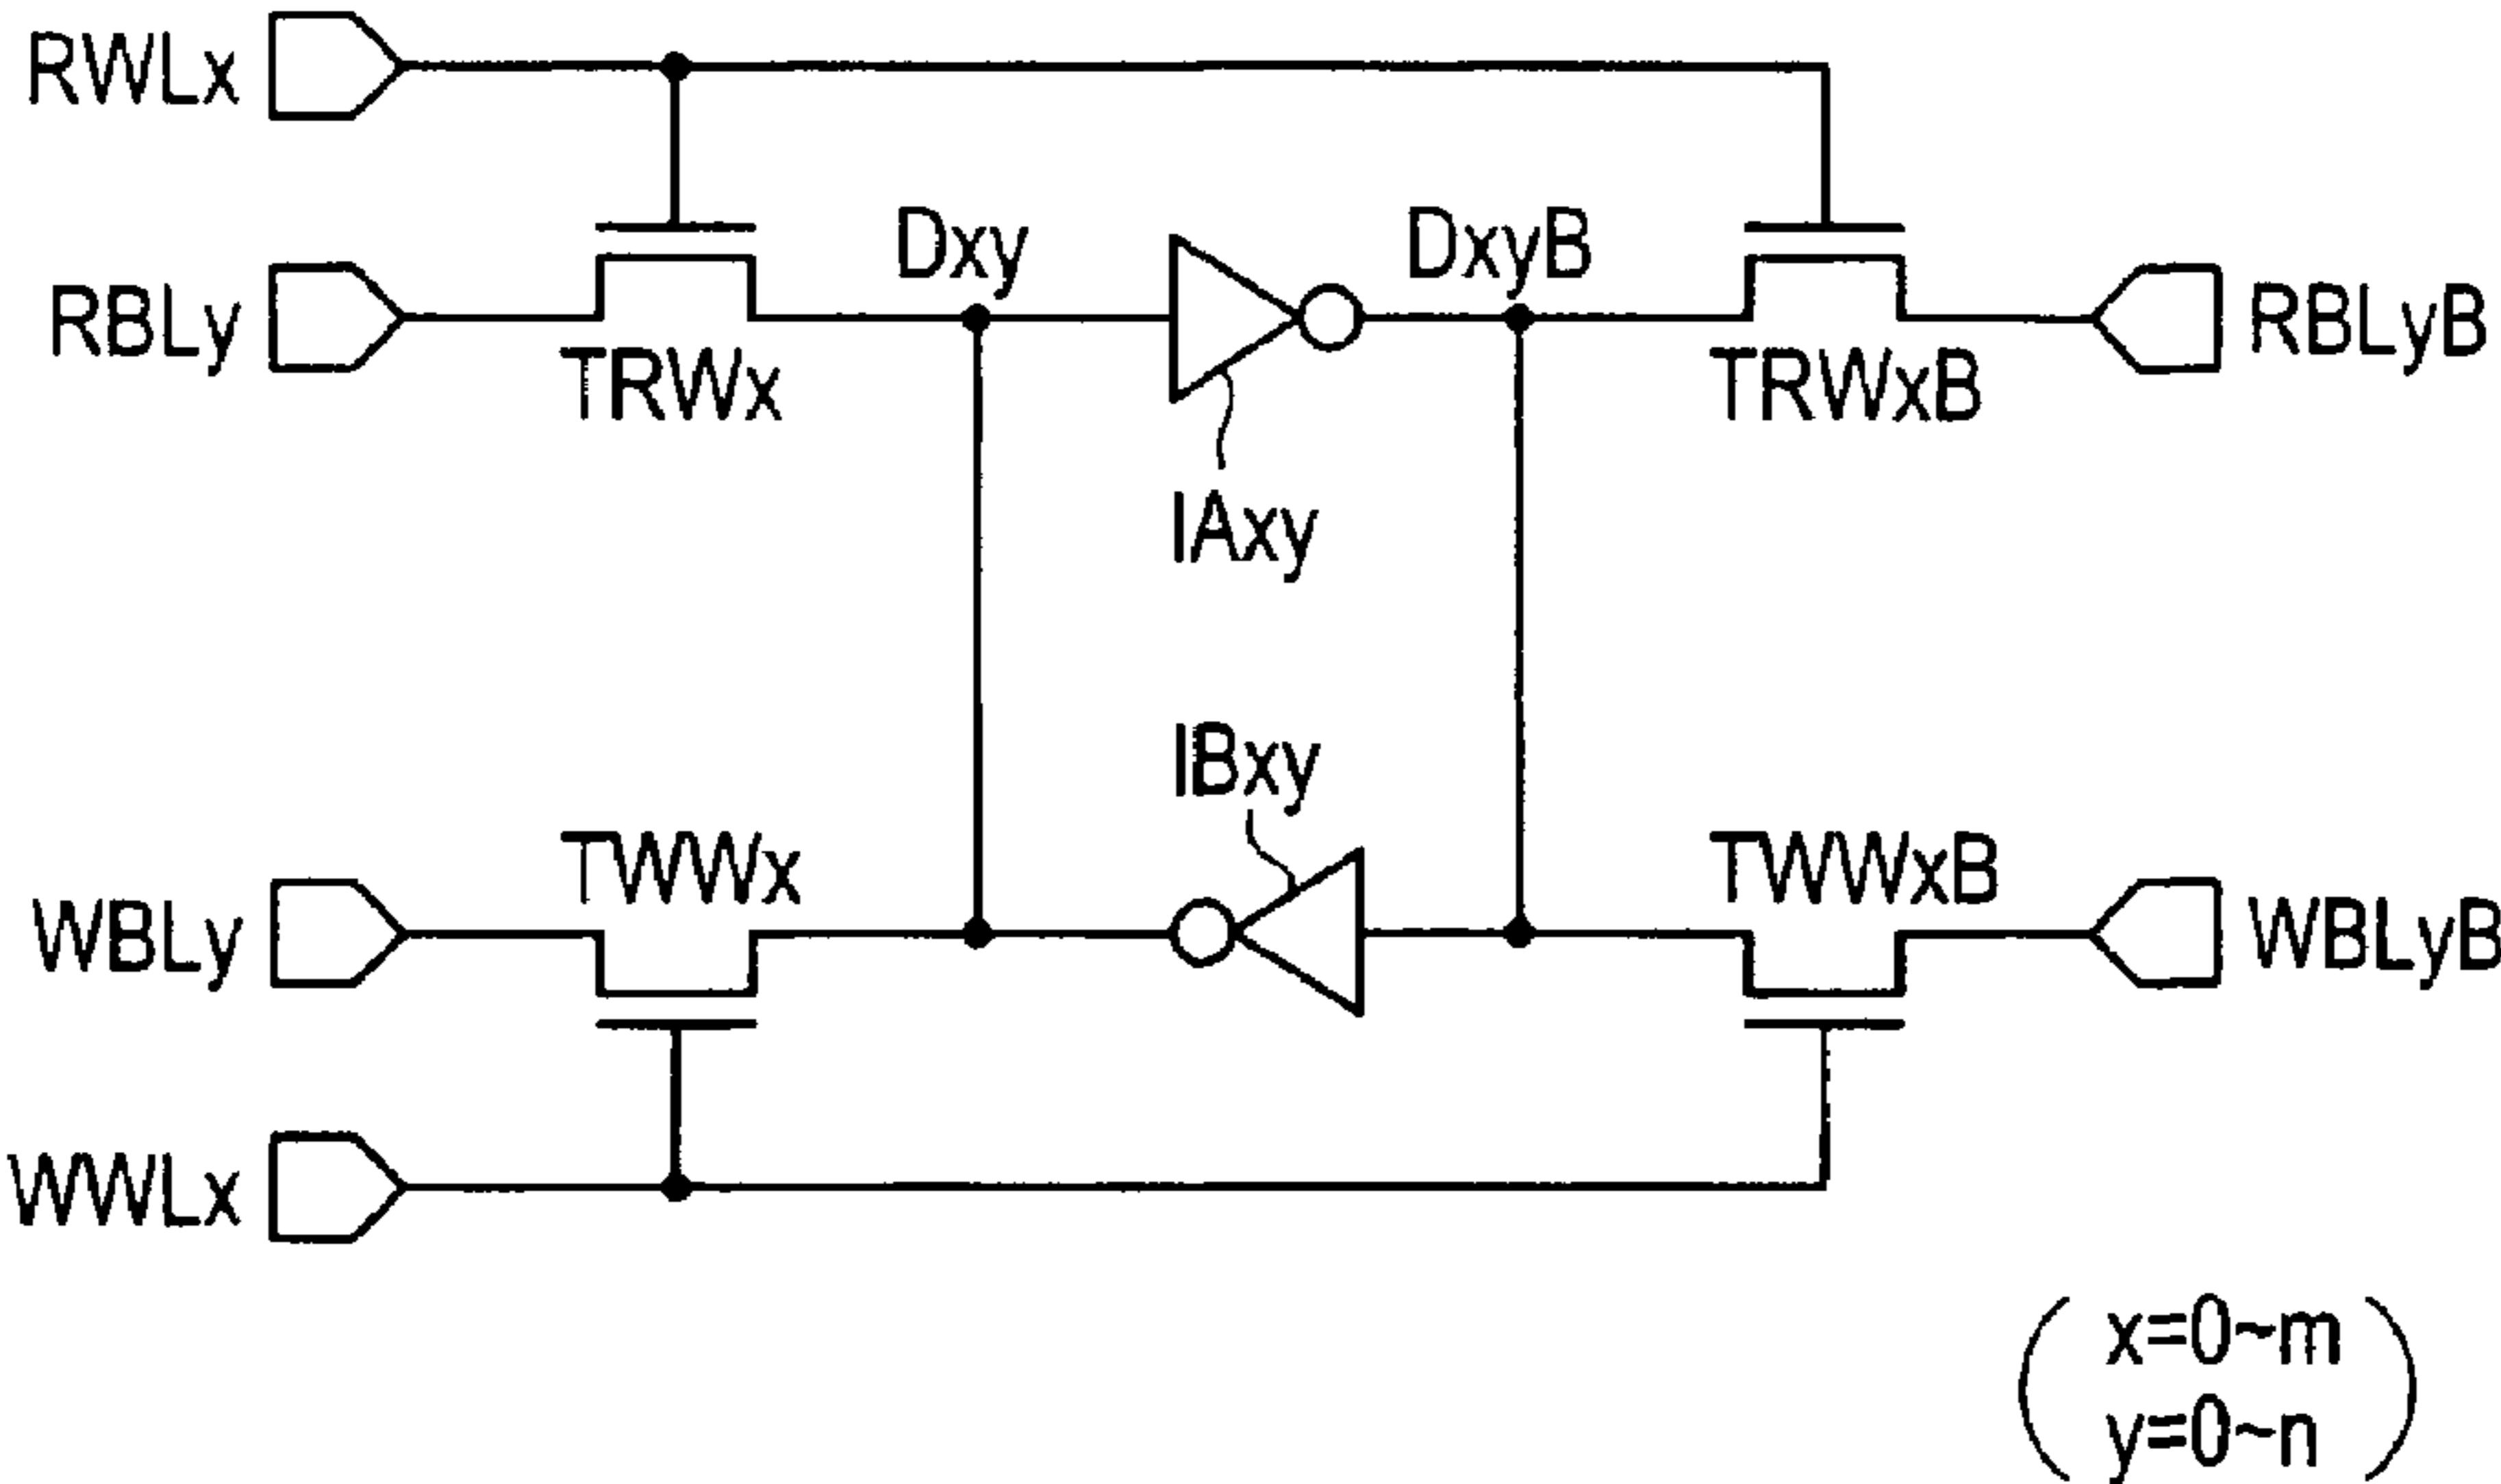 RWLx
Dxy
DxyB
RBLy
RBLyB
TRWx
TRWxB
IAxy
IBxy
TWWx
TWWxB
WBLy
WBLyB
WWLx
x=0~m
y=0~n